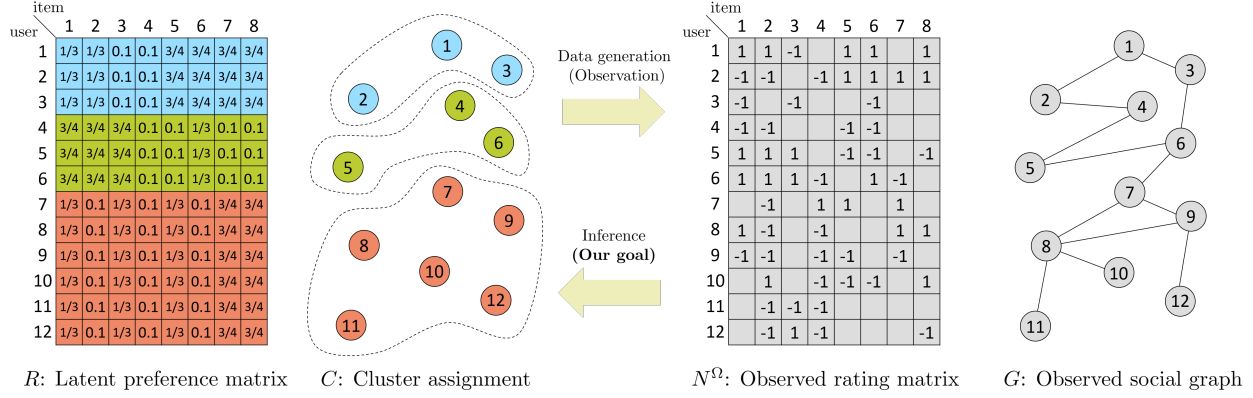 item
user
1 2 3 4 5 6 7 8
1 1/3 1/3 0.1 0.1 3/4 3/4 3/4 3/4
2 1/3 1/3 0.1 0.1 3/4 3/4 3/4 3/4
3 1/3 1/3 0.1 0.1 3/4 3/4 3/4 3/4
4 3/4 3/4 3/4 0.1 0.1 1/3 0.1 0.1
5 3/4 3/4 3/4 0.1 0.1 1/3 0.1 0.1
6 3/4 3/4 3/4 0.1 0.1 1/3 0.1 0.1
7 1/3 0.1 1/3 0.1 1/3 0.1 3/4 3/4
8 1/3 0.1 1/3 0.1 1/3 0.1 3/4 3/4
9 1/3 0.1 1/3 0.1 1/3 0.1 3/4 3/4
10 1/3 0.1 1/3 0.1 1/3 0.1 3/4 3/4
11 1/3 0.1 1/3 0.1 1/3 0.1 3/4 3/4
12 1/3 0.1 1/3 0.1 1/3 0.1 3/4 3/4
R: Latent preference matrix
1
3
2
4
6
5
7
9
8
10
12
11
C: Cluster assignment
Data generation
(Observation)
Inference
(Our goal)
item
user
1 2 3 4 5 6 7 8
1 1 1 -1 1 1 1
2 -1 -1 -1 1 1 1 1
3 -1 -1 -1
4 -1 -1 -1 -1
5 1 1 1 -1 -1 -1
6 1 1 1 -1 1 -1
7 -1 1 1 1
8 1 -1 -1 1 1
9 -1 -1 -1 -1 -1
10 1 -1 -1 -1 1
11 -1 -1 -1
12 -1 1 -1 -1
N^Ω: Observed rating matrix
1
3
2
4
6
5
7
9
8
10
12
11
G: Observed social graph